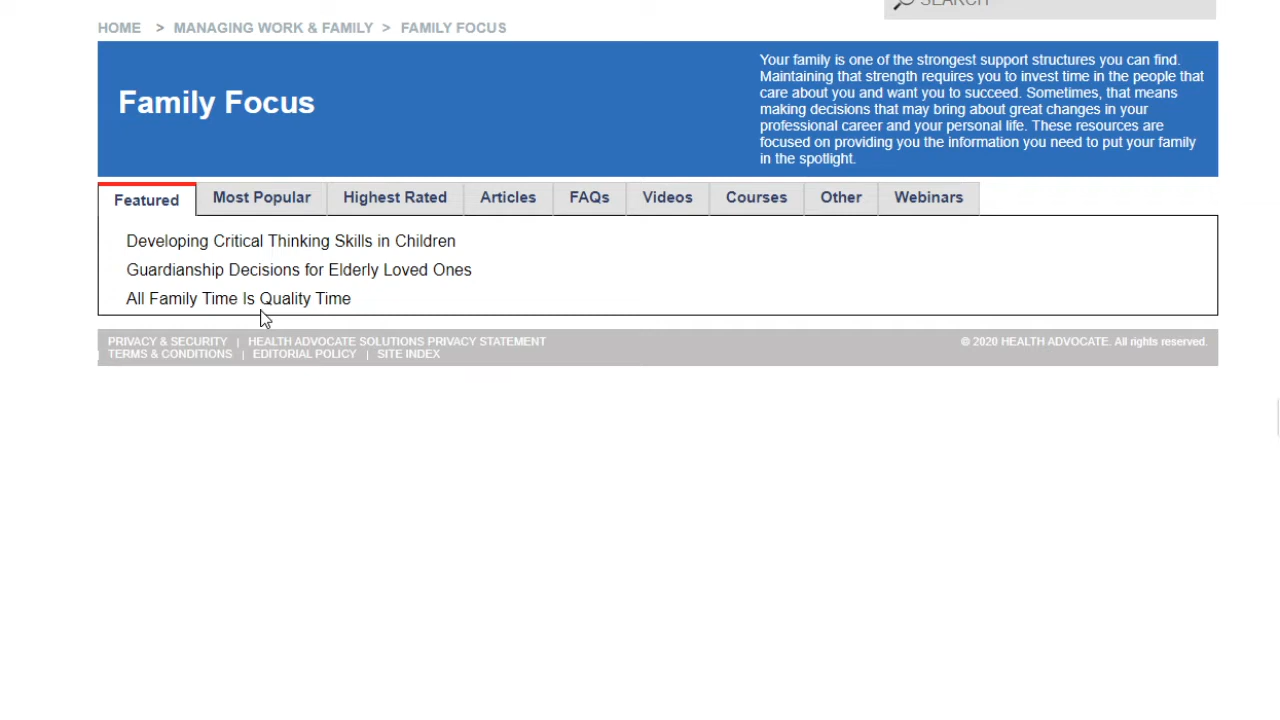 SEARCH
HOME > MANAGING WORK & FAMILY > FAMILY FOCUS
Family Focus
Your family is one of the strongest support structures you can find.
Maintaining that strength requires you to invest time in the people that
care about you and want you to succeed. Sometimes, that means
making decisions that may bring about great changes in your
professional career and your personal life. These resources are
focused on providing you the information you need to put your family
in the spotlight.
Featured Most Popular Highest Rated Articles FAQs Videos Courses Other Webinars
Developing Critical Thinking Skills in Children
Guardianship Decisions for Elderly Loved Ones
All Family Time Is Quality Time
PRIVACY & SECURITY | HEALTH ADVOCATE SOLUTIONS PRIVACY STATEMENT
| TERMS & CONDITIONS | EDITORIAL POLICY | SITE INDEX
© 2020 HEALTH ADVOCATE. All rights reserved.